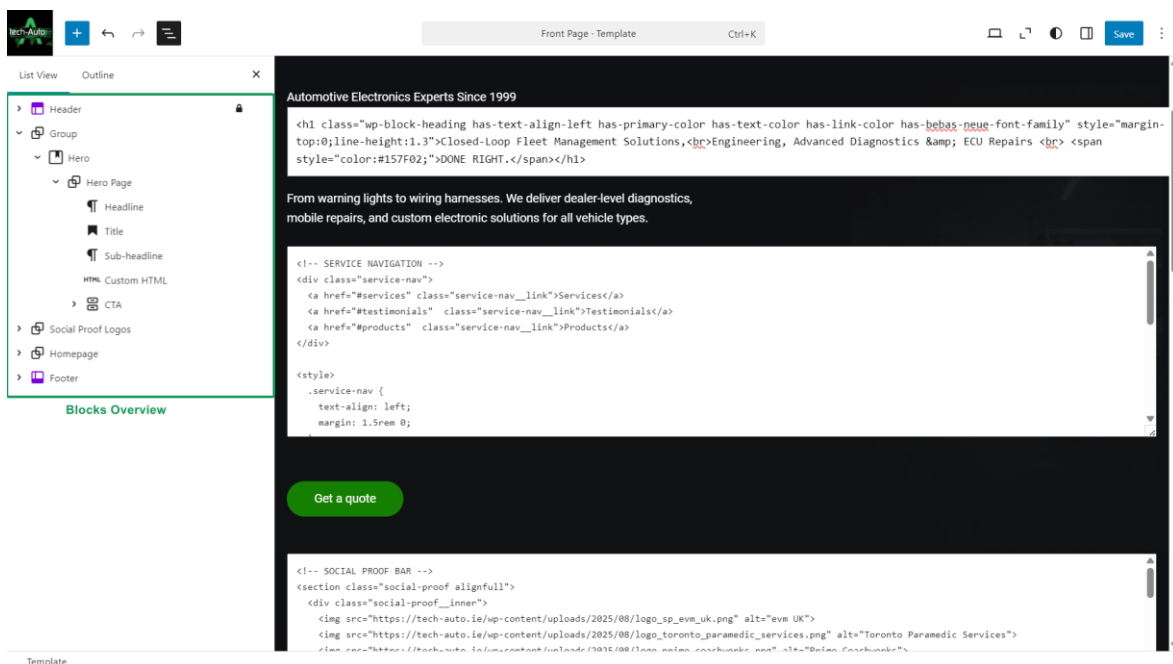 tech-Auto
Front Page - Template Ctrl+K
Save
List View Outline
Header
Group
Hero
Hero Page
Headline
Title
Sub-headline
HTML Custom HTML
CTA
Social Proof Logos
Homepage
Footer
Blocks Overview
Automotive Electronics Experts Since 1999
<h1 class="wp-block-heading has-text-align-left has-primary-color has-text-color has-link-color has-bebas-neue-font-family" style="margin-
top:0;line-height:1.3">Closed-Loop Fleet Management Solutions,<br>Engineering, Advanced Diagnostics &amp; ECU Repairs <br> <span
style="color:#157F02;">DONE RIGHT.</span></h1>
From warning lights to wiring harnesses. We deliver dealer-level diagnostics,
mobile repairs, and custom electronic solutions for all vehicle types.
<!-- SERVICE NAVIGATION -->
<div class="service-nav">
<a href="#services" class="service-nav__link">Services</a>
<a href="#testimonials" class="service-nav__link">Testimonials</a>
<a href="#products" class="service-nav__link">Products</a>
</div>
<style>
.service-nav {
text-align: left;
margin: 1.5rem 0;
Get a quote
<!-- SOCIAL PROOF BAR -->
<section class="social-proof alignfull">
<div class="social-proof__inner">
<img src="https://tech-auto.ie/wp-content/uploads/2025/08/logo_sp_evm_uk.png" alt="evm UK">
<img src="https://tech-auto.ie/wp-content/uploads/2025/08/logo_toronto_paramedic_services.png" alt="Toronto Paramedic Services">
Template